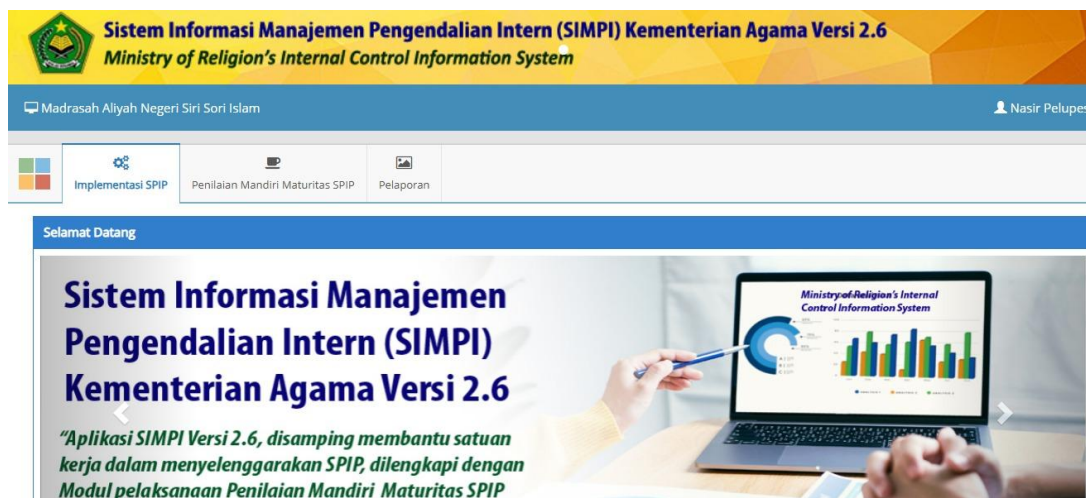 Sistem Informasi Manajemen Pengendalian Intern (SIMPI) Kementerian Agama Versi 2.6
Ministry of Religion's Internal Control Information System
Madrasah Aliyah Negeri Siri Sori Islam
Nasir Pelupes
Implementasi SPIP
Penilaian Mandiri Maturitas SPIP
Pelaporan
Selamat Datang
Sistem Informasi Manajemen
Pengendalian Intern (SIMPI)
Kementerian Agama Versi 2.6
"Aplikasi SIMPI Versi 2.6, disamping membantu satuan
kerja dalam menyelenggarakan SPIP, dilengkapi dengan
Modul pelaksanaan Penilaian Mandiri Maturitas SPIP
Ministry of Religion's Internal
Control Information System